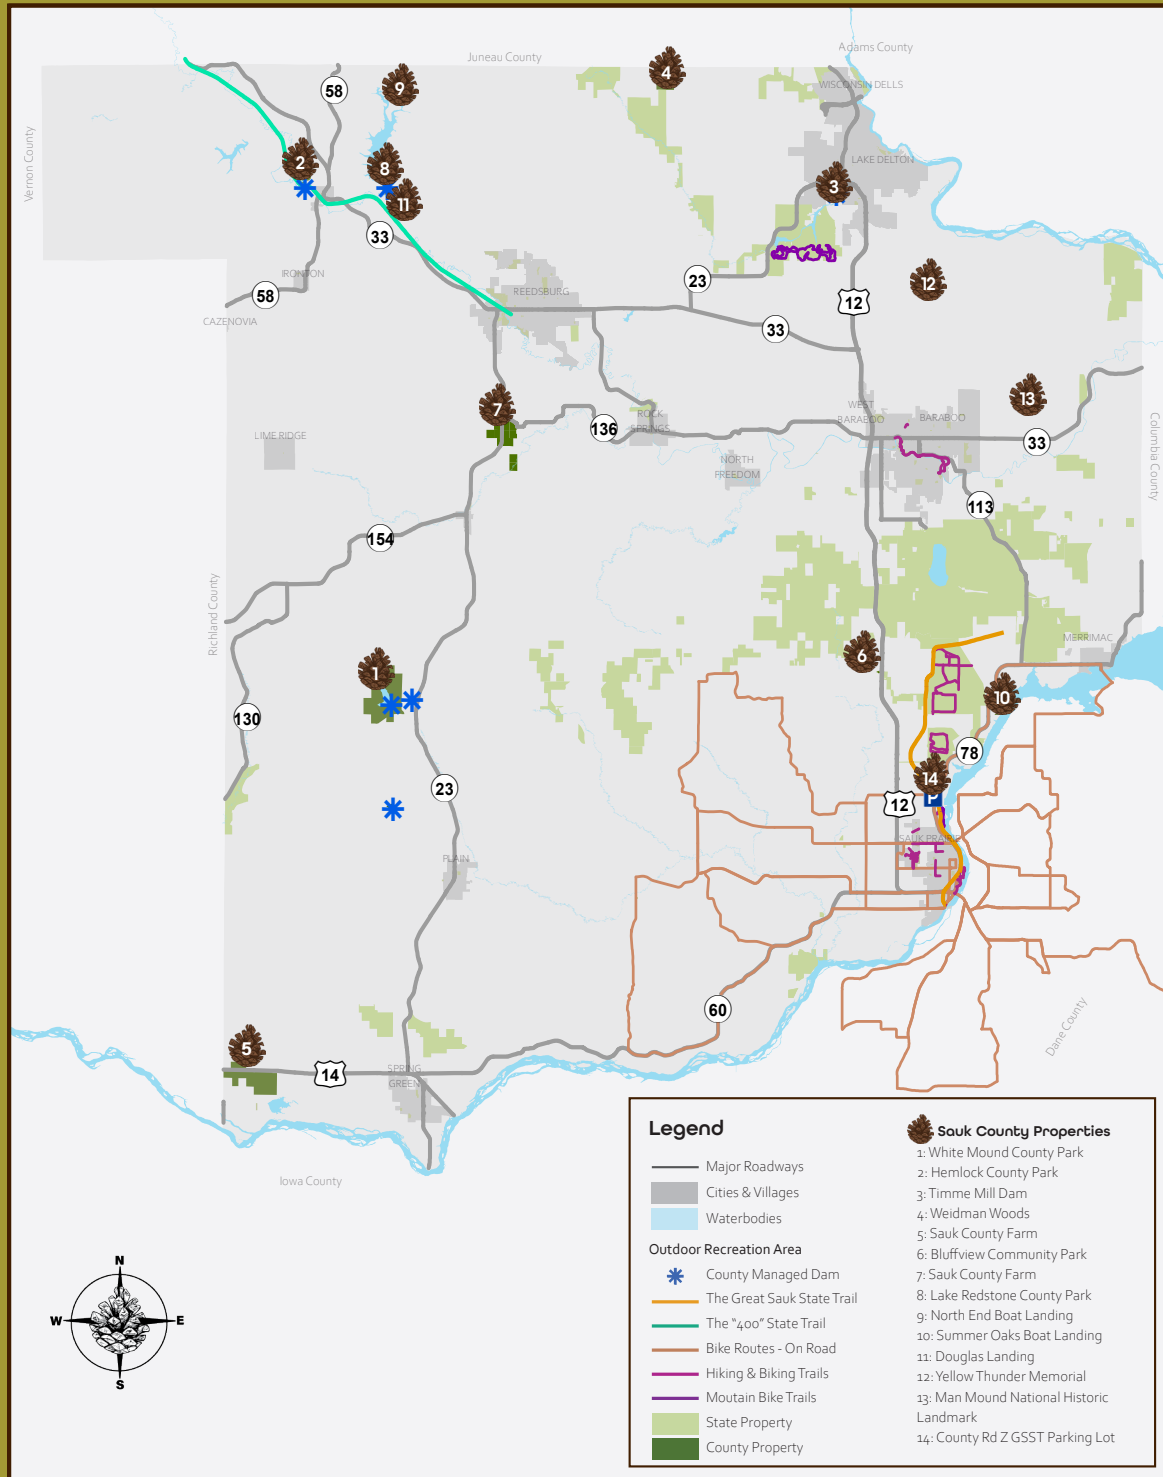 Juneau County
Adams County
4
58
9
WISCONSIN DELLS
Vernon County
2
8
LAKE DELTON
3
11
33
IRONTON
58
REEDSBURG
23
12
12
CAZENOVIA
33
7
13
ROCK
SPRINGS
136
WEST
BARABOO
BARABOO
33
LIME RIDGE
Columbia County
NORTH
FREEDOM
113
154
Richland County
MERRIMAC
6
1
10
130
78
14
P
23
12
SAUK PRAIRIE
PLAIN
60
Dane County
5
14
SPRING
GREEN
Iowa County
N
W
E
S
Legend
Major Roadways
Cities & Villages
Waterbodies
Outdoor Recreation Area
County Managed Dam
The Great Sauk State Trail
The "400" State Trail
Bike Routes - On Road
Hiking & Biking Trails
Moutain Bike Trails
State Property
County Property
Sauk County Properties
1: White Mound County Park
2: Hemlock County Park
3: Timme Mill Dam
4: Weidman Woods
5: Sauk County Farm
6: Bluffview Community Park
7: Sauk County Farm
8: Lake Redstone County Park
9: North End Boat Landing
10: Summer Oaks Boat Landing
11: Douglas Landing
12: Yellow Thunder Memorial
13: Man Mound National Historic
Landmark
14: County Rd Z GSST Parking Lot